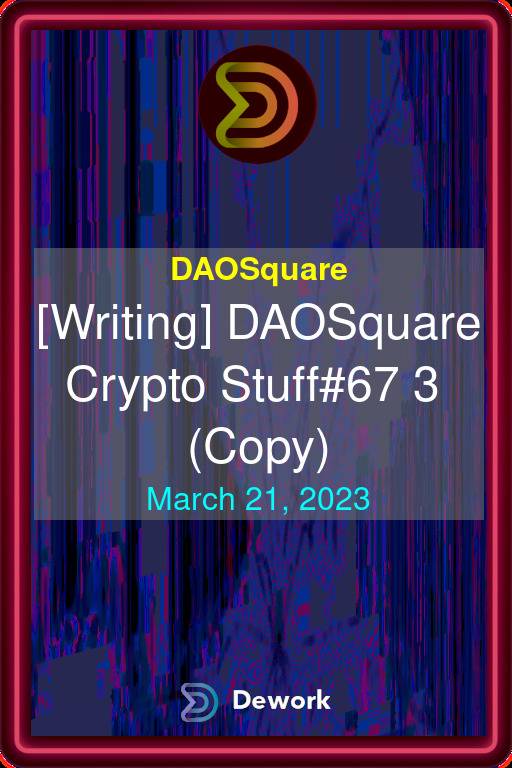 DAOSquare
[Writing] DAOSquare
Crypto Stuff#67 3
(Copy)
March 21, 2023
Dework